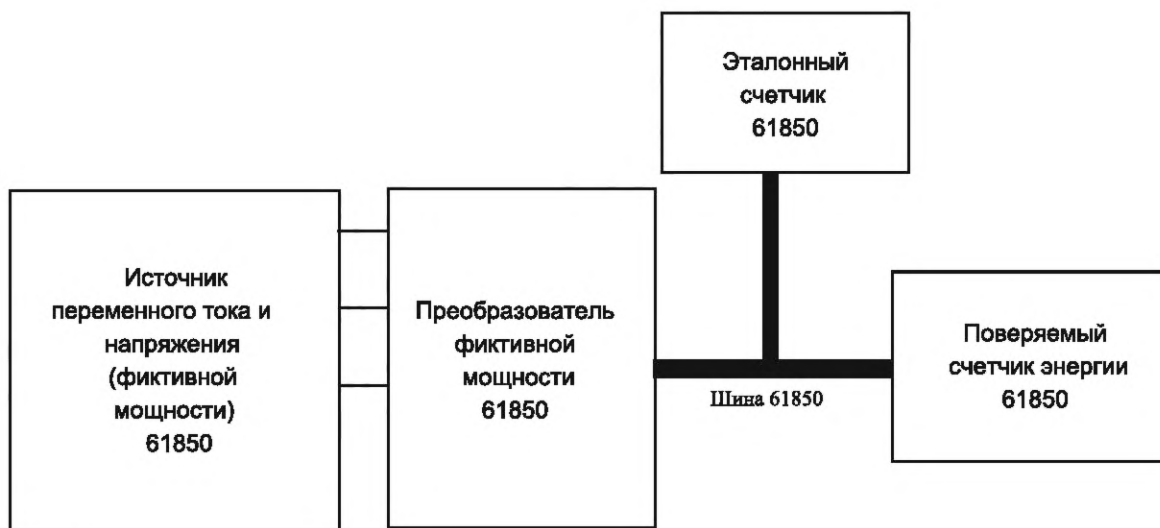 Эталонный
счетчик
61850
Источник
переменного тока и
напряжения
(фиктивной
мощности)
61850
Преобразователь
фиктивной
мощности
61850
Шина 61850
Поверяемый
счетчик энергии
61850